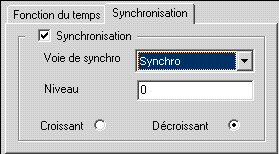 Fonction du temps Synchronisation
Synchronisation
Voie de synchro Synchro
Niveau 0
Croissant Décroissant